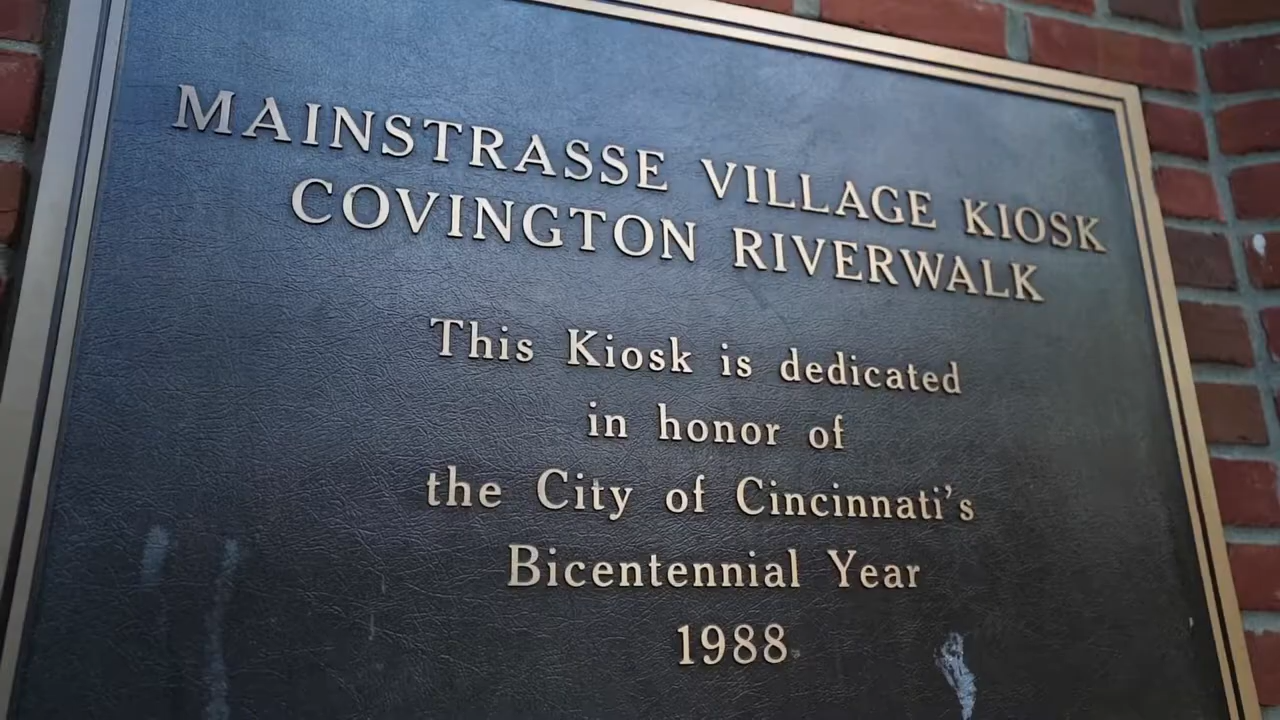 MAINSTRASSE VILLAGE KIOSK
COVINGTON RIVERWALK
This Kiosk is dedicated
in honor of
the City of Cincinnati's
Bicentennial Year
1988